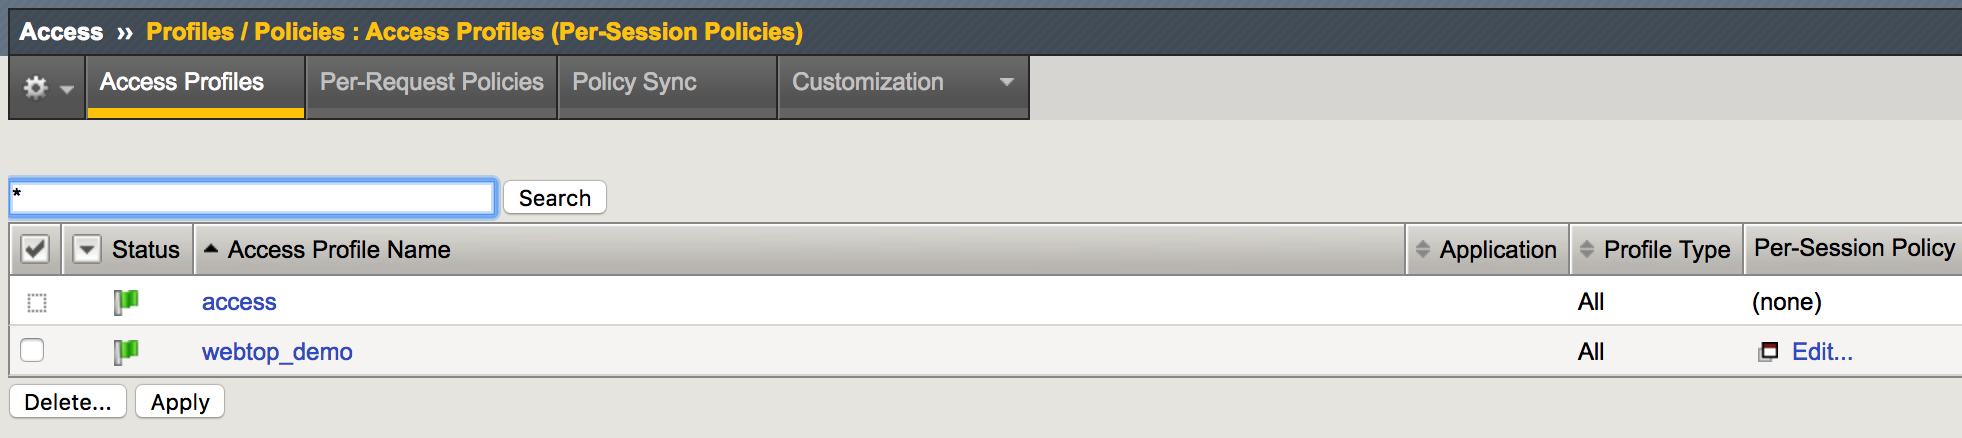 Access » Profiles / Policies : Access Profiles (Per-Session Policies)
Access Profiles Per-Request Policies Policy Sync Customization
* Search
Status Access Profile Name Application Profile Type Per-Session Policy
access All (none)
webtop_demo All Edit...
Delete... Apply